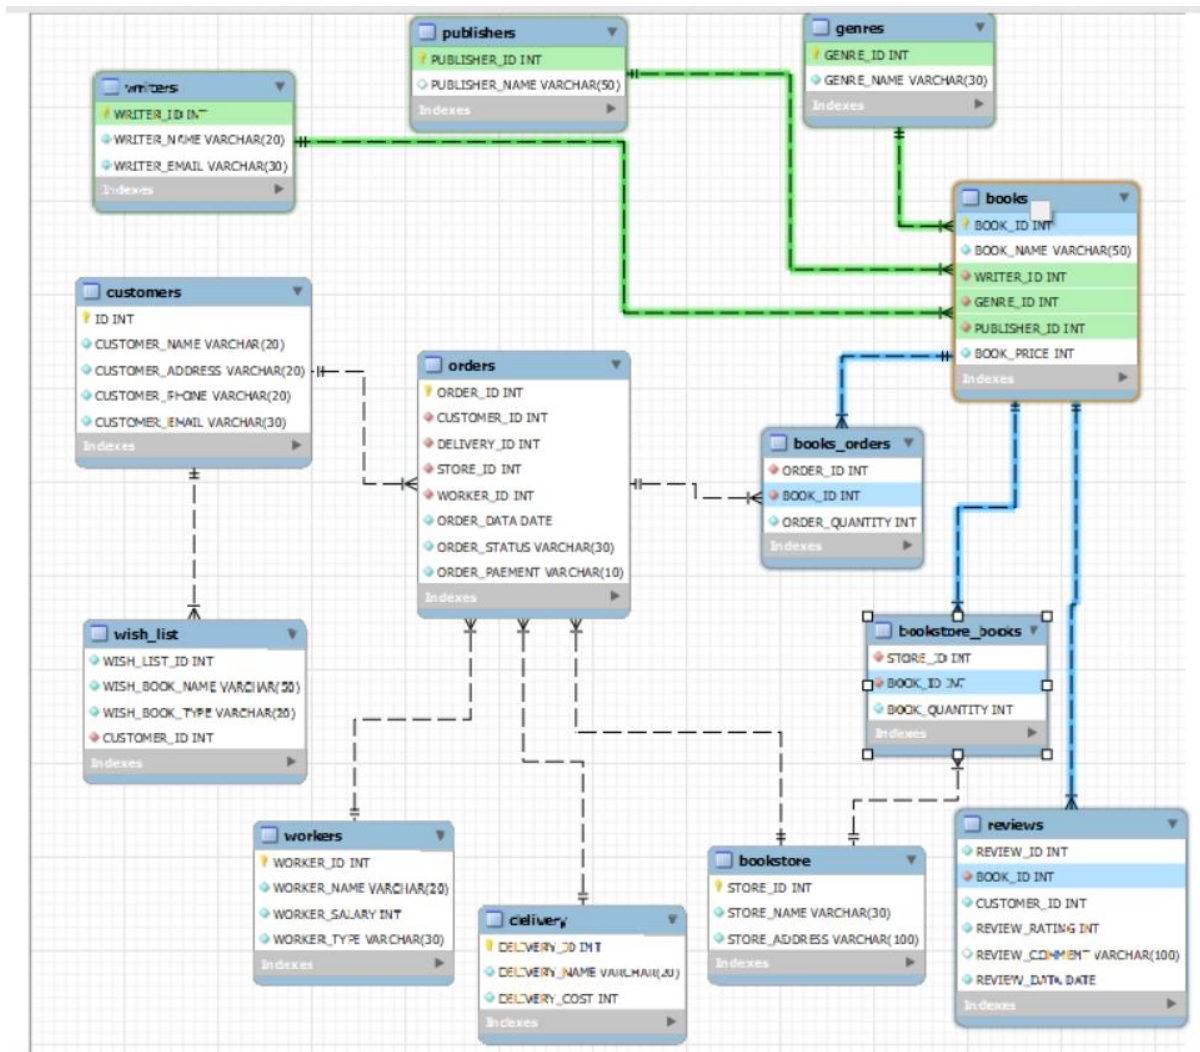 publishers
PUBLISHER_ID INT
PUBLISHER_NAME VARCHAR(50)
Indexes
genres
GENRE_ID INT
GENRE_NAME VARCHAR(30)
Indexes
writers
WRITER_ID INT
WRITER_NAME VARCHAR(20)
WRITER_EMAIL VARCHAR(30)
Indexes
books
BOOK_ID INT
BOOK_NAME VARCHAR(50)
WRITER_ID INT
GENRE_ID INT
PUBLISHER_ID INT
BOOK_PRICE INT
Indexes
customers
ID INT
CUSTOMER_NAME VARCHAR(20)
CUSTOMER_ADDRESS VARCHAR(20)
CUSTOMER_PHONE VARCHAR(20)
CUSTOMER_EMAIL VARCHAR(30)
Indexes
orders
ORDER_ID INT
CUSTOMER_ID INT
DELIVERY_ID INT
STORE_ID INT
WORKER_ID INT
ORDER_DATA DATE
ORDER_STATUS VARCHAR(30)
ORDER_PAEMENT VARCHAR(10)
Indexes
books_orders
ORDER_ID INT
BOOK_ID INT
ORDER_QUANTITY INT
Indexes
wish_list
WISH_LIST_ID INT
WISH_BOOK_NAME VARCHAR(50)
WISH_BOOK_TYPE VARCHAR(20)
CUSTOMER_ID INT
Indexes
bookstore_books
STORE_ID INT
BOOK_ID INT
BOOK_QUANTITY INT
Indexes
workers
WORKER_ID INT
WORKER_NAME VARCHAR(20)
WORKER_SALARY INT
WORKER_TYPE VARCHAR(30)
Indexes
delivery
DELIVERY_ID INT
DELIVERY_NAME VARCHAR(20)
DELIVERY_COST INT
Indexes
bookstore
STORE_ID INT
STORE_NAME VARCHAR(30)
STORE_ADDRESS VARCHAR(100)
Indexes
reviews
REVIEW_ID INT
BOOK_ID INT
CUSTOMER_ID INT
REVIEW_RATING INT
REVIEW_COMMENT VARCHAR(100)
REVIEW_DATA DATE
Indexes